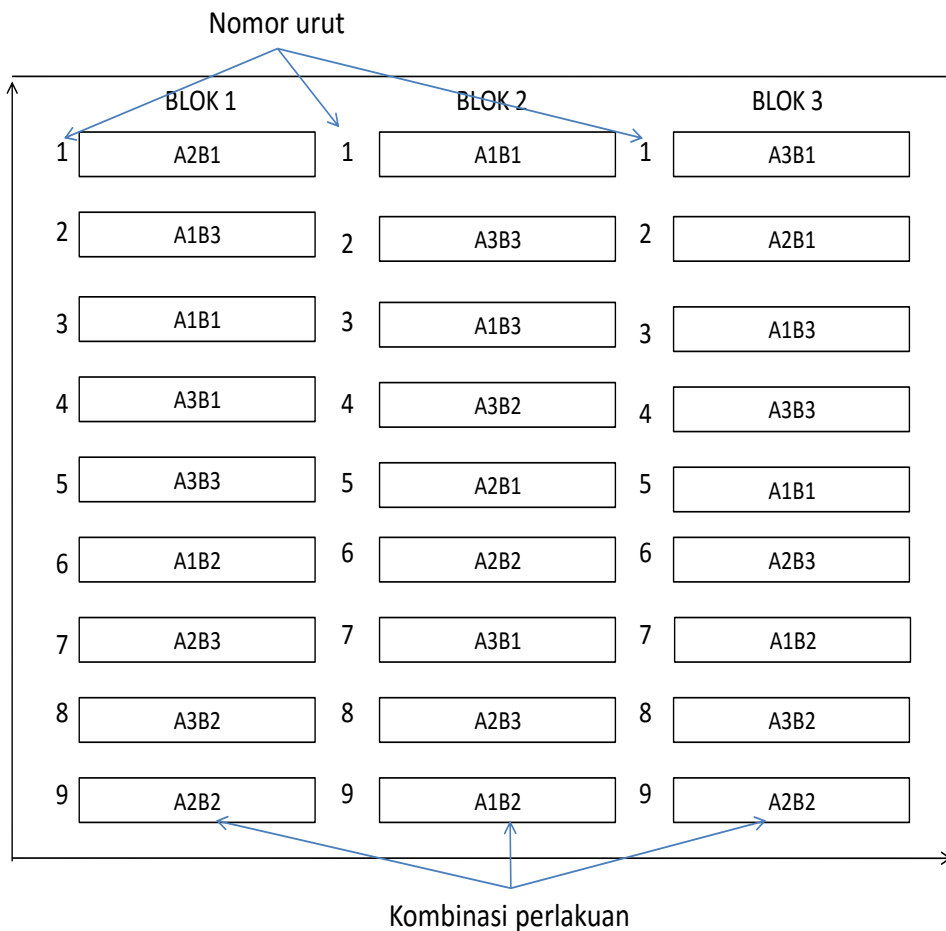 Nomor urut
BLOK 1 BLOK 2 BLOK 3
1 A2B1 1 A1B1 1 A3B1
2 A1B3 2 A3B3 2 A2B1
3 A1B1 3 A1B3 3 A1B3
4 A3B1 4 A3B2 4 A3B3
5 A3B3 5 A2B1 5 A1B1
6 A1B2 6 A2B2 6 A2B3
7 A2B3 7 A3B1 7 A1B2
8 A3B2 8 A2B3 8 A3B2
9 A2B2 9 A1B2 9 A2B2
Kombinasi perlakuan